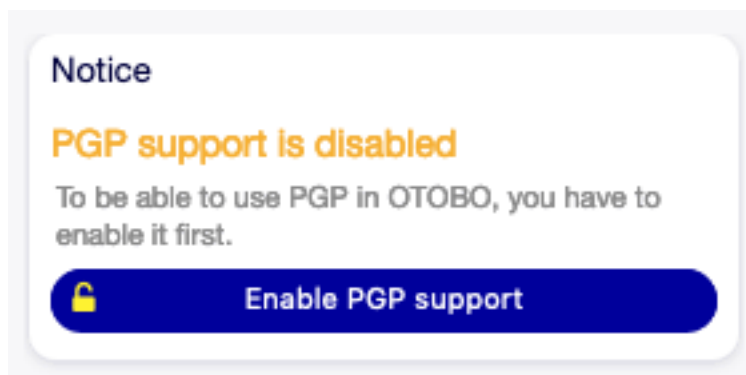 Notice
PGP support is disabled
To be able to use PGP in OTOBO, you have to
enable it first.
Enable PGP support